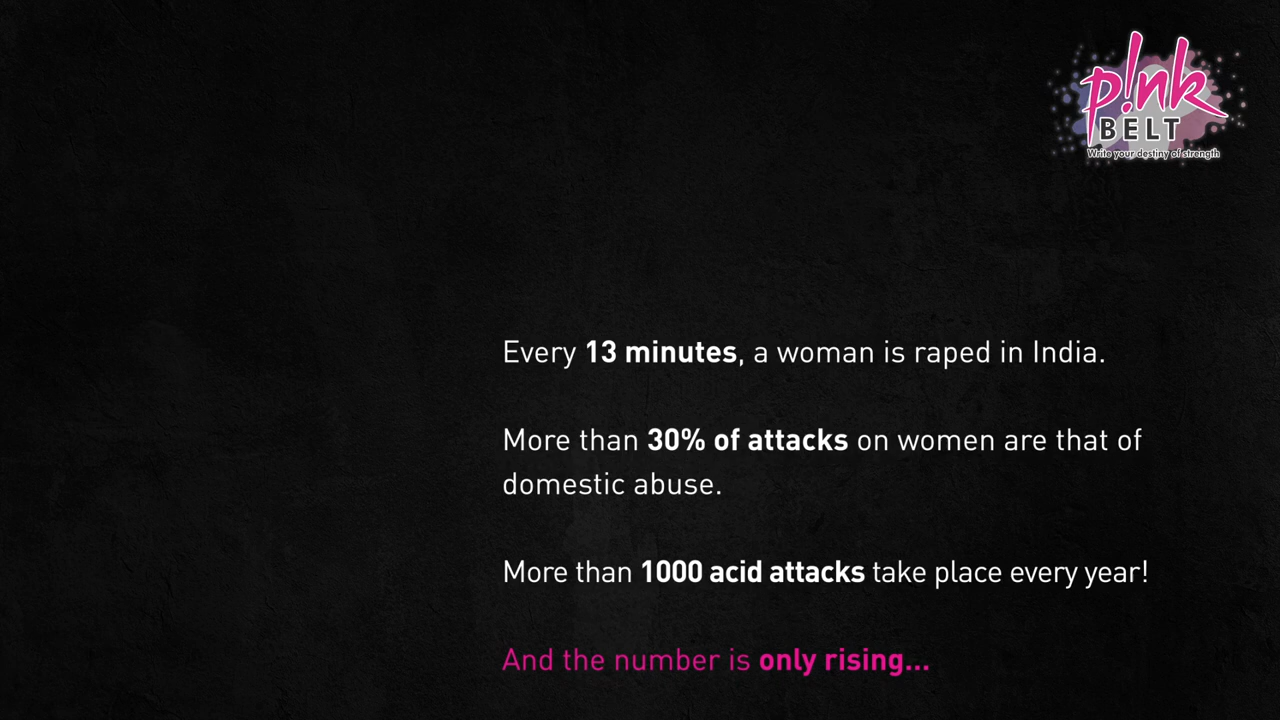 p!nk
BELT
Write your destiny of strength
Every 13 minutes, a woman is raped in India.
More than 30% of attacks on women are that of
domestic abuse.
More than 1000 acid attacks take place every year!
And the number is only rising...